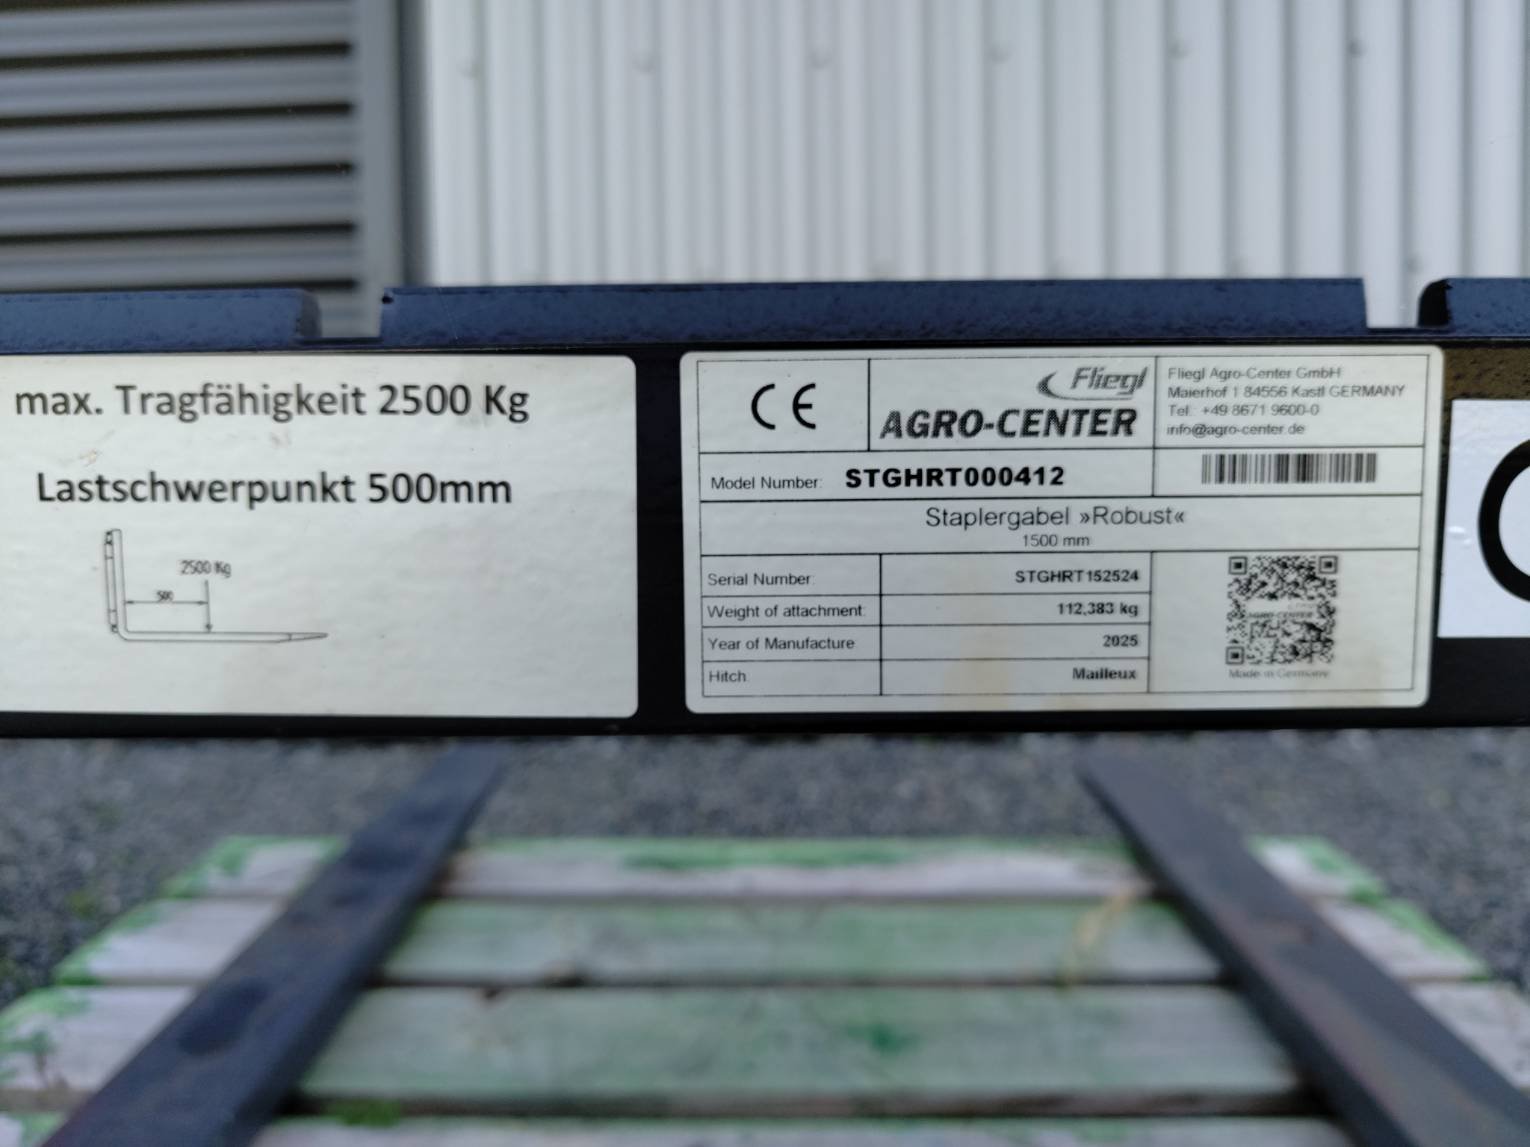 max. Tragfähigkeit 2500 Kg
Lastschwerpunkt 500mm
2500 Kg
500
CE
Fliegl
AGRO-CENTER
Fliegl Agro-Center GmbH
Maierhof 1 84556 Kastl GERMANY
Tel.: +49 8671 9600-0
info@agro-center.de
Model Number: STGHRT000412
Staplergabel »Robust«
1500 mm
Serial Number: STGHRT152524
Weight of attachment: 112,383 kg
Year of Manufacture 2025
Hitch Mailleux
AGRO-CENTER
Made in Germany